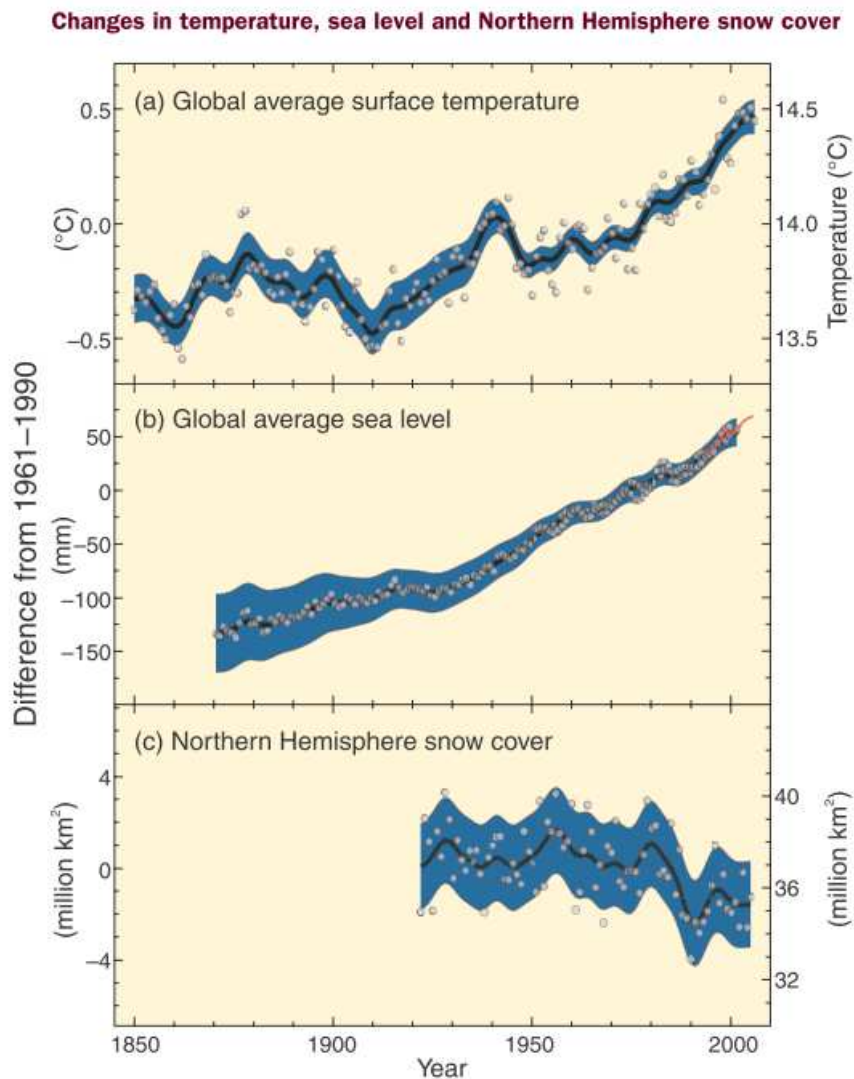 Changes in temperature, sea level and Northern Hemisphere snow cover
(a) Global average surface temperature
0.5
0.0
−0.5
(°C)
14.5
14.0
13.5
Temperature (°C)
(b) Global average sea level
50
0
−50
−100
−150
(mm)
Difference from 1961–1990
(c) Northern Hemisphere snow cover
4
0
−4
(million km²)
40
36
32
(million km²)
1850
1900
1950
2000
Year